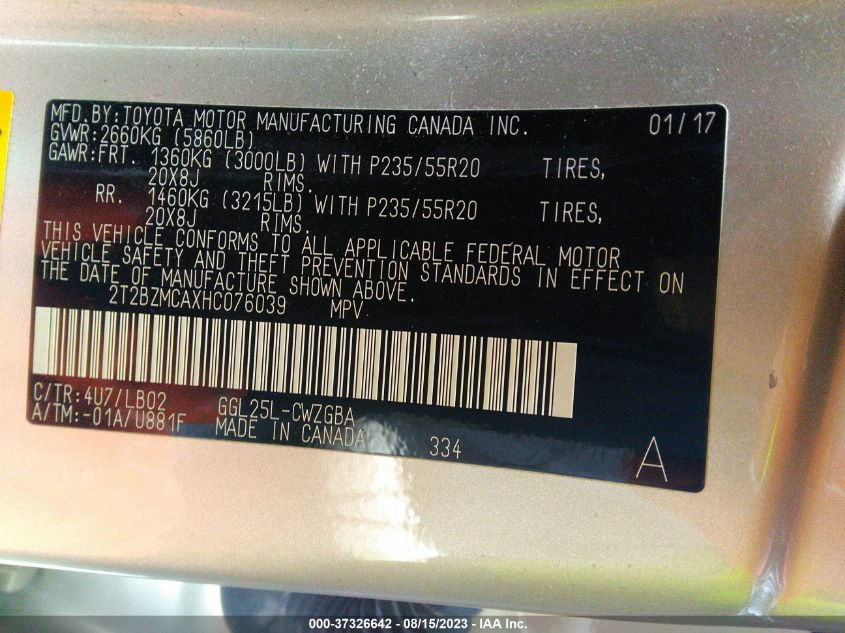 MFD.BY:TOYOTA MOTOR MANUFACTURING CANADA INC. 01/17
GVWR:2660KG (5860LB)
GAWR:FRT. 1360KG (3000LB) WITH P235/55R20 TIRES,
20X8J RIMS.
RR. 1460KG (3215LB) WITH P235/55R20 TIRES,
20X8J RIMS.
THIS VEHICLE CONFORMS TO ALL APPLICABLE FEDERAL MOTOR
VEHICLE SAFETY AND THEFT PREVENTION STANDARDS IN EFFECT ON
THE DATE OF MANUFACTURE SHOWN ABOVE.
2T2BZMCAXHC076039 MPV
C/TR:4U7/LB02 GGL25L-CWZGBA
A/TM:-01A/U881F MADE IN CANADA 334 A
000-37326642 - 08/15/2023 - IAA Inc.